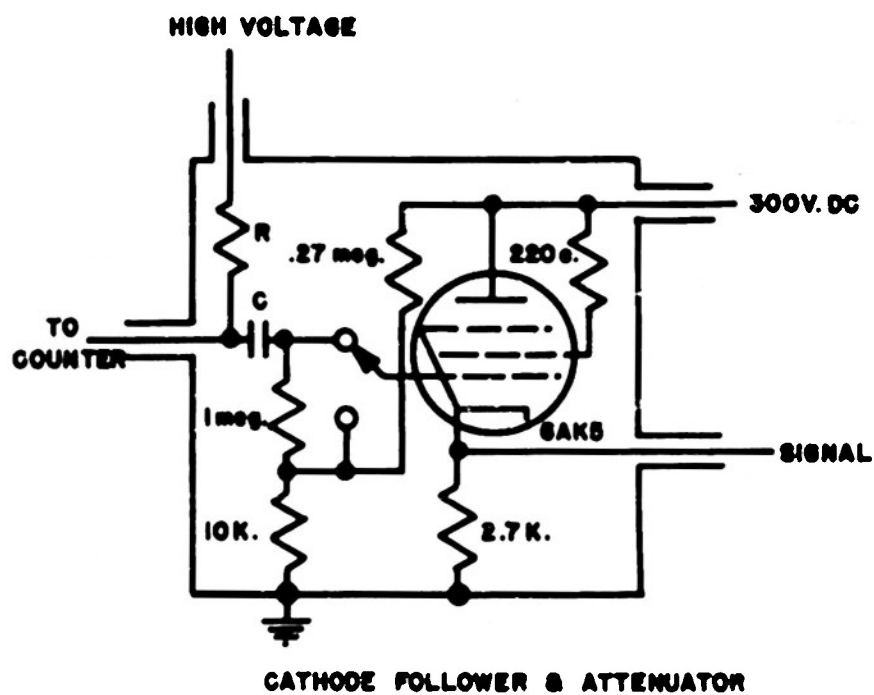 HIGH VOLTAGE
300V. DC
R
.27 meg.
220 Ω.
C
TO
COUNTER
1 meg.
6AK5
SIGNAL
10K.
2.7K.
CATHODE FOLLOWER & ATTENUATOR